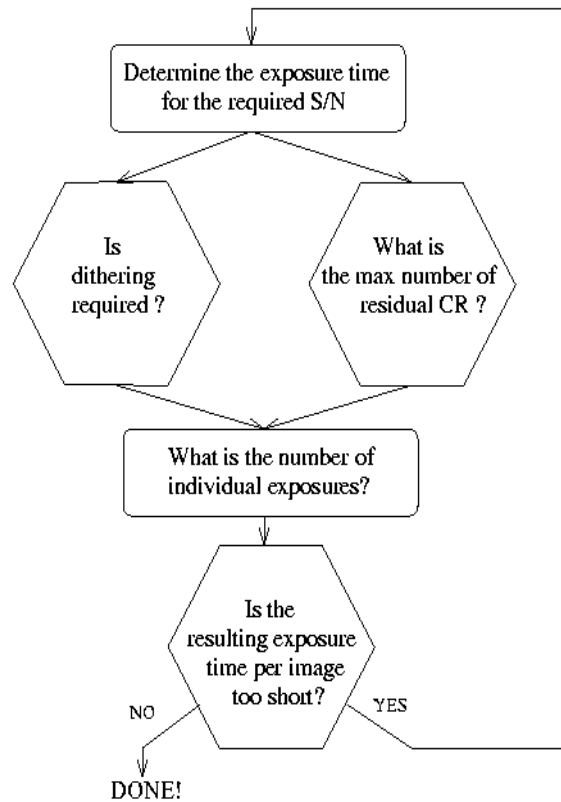 Determine the exposure time
for the required S/N
Is
dithering
required ?
What is
the max number of
residual CR ?
What is the number of
individual exposures?
Is the
resulting exposure
time per image
too short?
NO
YES
DONE!